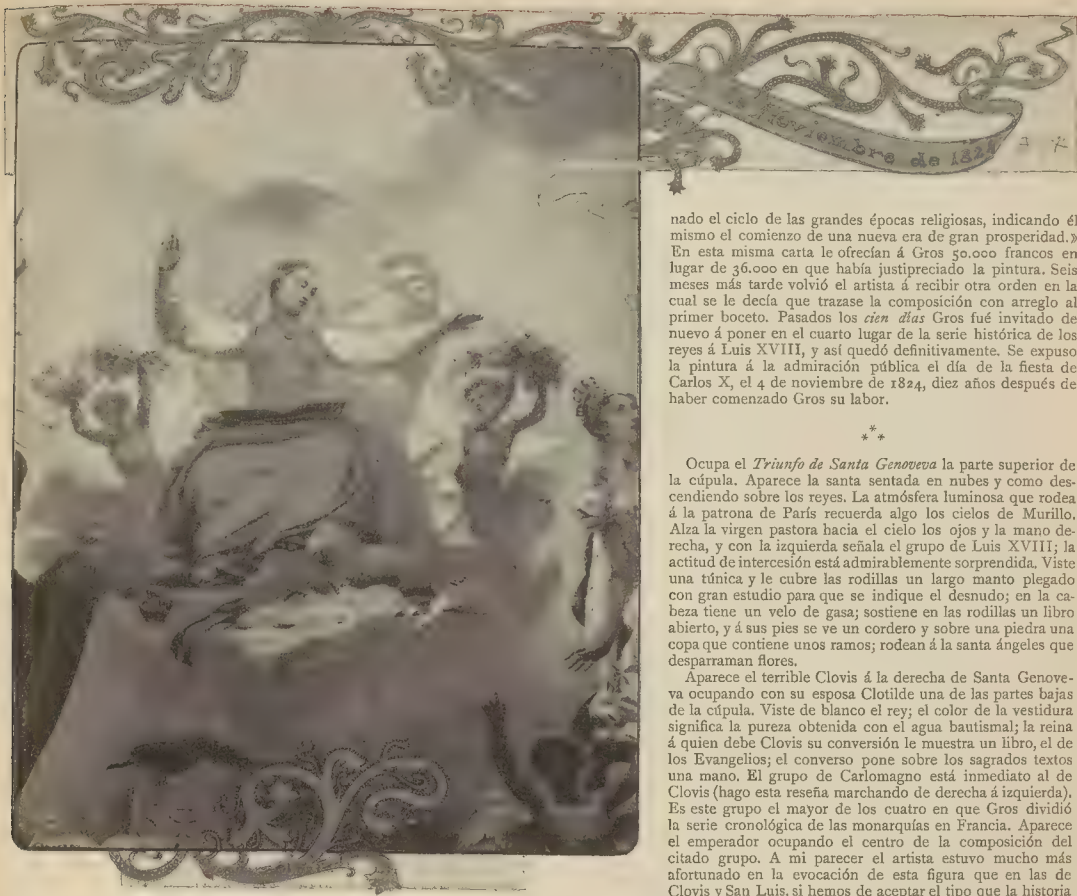 Noviembre de 1824
nado el ciclo de las grandes épocas religiosas, indicando él
mismo el comienzo de una nueva era de gran prosperidad.»
En esta misma carta le ofrecían á Gros 50.000 francos en
lugar de 36.000 en que había justipreciado la pintura. Seis
meses más tarde volvió el artista á recibir otra orden en la
cual se le decía que trazase la composición con arreglo al
primer boceto. Pasados los cien días Gros fué invitado de
nuevo á poner en el cuarto lugar de la serie histórica de los
reyes á Luis XVIII, y así quedó definitivamente. Se expuso
la pintura á la admiración pública el día de la fiesta de
Carlos X, el 4 de noviembre de 1824, diez años después de
haber comenzado Gros su labor.
***
Ocupa el Triunfo de Santa Genoveva la parte superior de
la cúpula. Aparece la santa sentada en nubes y como des-
cendiendo sobre los reyes. La atmósfera luminosa que rodea
á la patrona de París recuerda algo los cielos de Murillo.
Alza la virgen pastora hacia el cielo los ojos y la mano de-
recha, y con la izquierda señala el grupo de Luis XVIII; la
actitud de intercesión está admirablemente sorprendida. Viste
una túnica y le cubre las rodillas un largo manto plegado
con gran estudio para que se indique el desnudo; en la ca-
beza tiene un velo de gasa; sostiene en las rodillas un libro
abierto, y á sus pies se ve un cordero y sobre una piedra una
copa que contiene unos ramos; rodean á la santa ángeles que
desparraman flores.
Aparece el terrible Clovis á la derecha de Santa Genove-
va ocupando con su esposa Clotilde una de las partes bajas
de la cúpula. Viste de blanco el rey; el color de la vestidura
significa la pureza obtenida con el agua bautismal; la reina
á quien debe Clovis su conversión le muestra un libro, el de
los Evangelios; el converso pone sobre los sagrados textos
una mano. El grupo de Carlomagno está inmediato al de
Clovis (hago esta reseña marchando de derecha á izquierda).
Es este grupo el mayor de los cuatro en que Gros dividió
la serie cronológica de las monarquías en Francia. Aparece
el emperador ocupando el centro de la composición del
citado grupo. A mi parecer el artista estuvo mucho más
afortunado en la evocación de esta figura que en las de
Clovis y San Luis, si hemos de aceptar el tipo que la historia